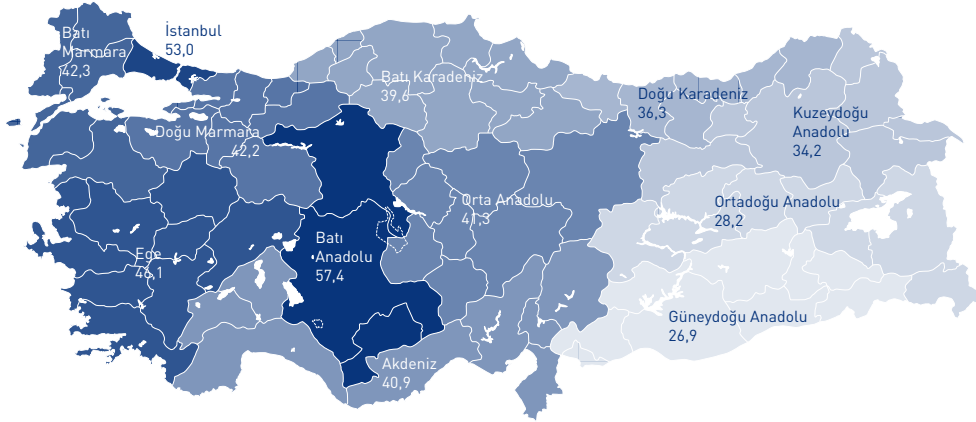 Batı
Marmara
42,3
İstanbul
53,0
Batı Karadeniz
39,6
Doğu Karadeniz
36,3
Kuzeydoğu
Anadolu
34,2
Doğu Marmara
42,2
Orta Anadolu
41,3
Ortadoğu Anadolu
28,2
Ege
46,1
Batı
Anadolu
57,4
Güneydoğu Anadolu
26,9
Akdeniz
40,9